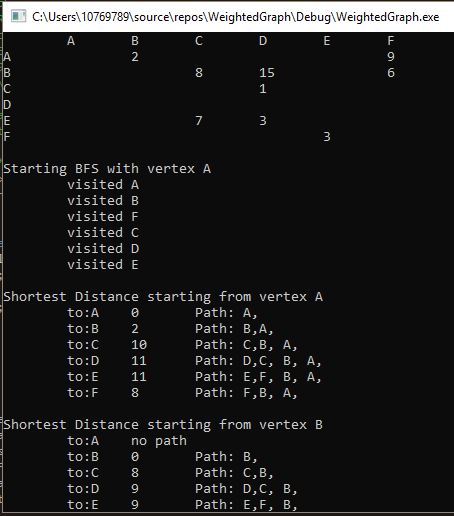 C:\Users\10769789\source\repos\WeightedGraph\Debug\WeightedGraph.exe
A B C D E F
A 2 9
B 8 15 6
C 1
D
E 7 3
F 3
Starting BFS with vertex A
visited A
visited B
visited F
visited C
visited D
visited E
Shortest Distance starting from vertex A
to:A 0 Path: A,
to:B 2 Path: B,A,
to:C 10 Path: C,B, A,
to:D 11 Path: D,C, B, A,
to:E 11 Path: E,F, B, A,
to:F 8 Path: F,B, A,
Shortest Distance starting from vertex B
to:A no path
to:B 0 Path: B,
to:C 8 Path: C,B,
to:D 9 Path: D,C, B,
to:E 9 Path: E,F, B,